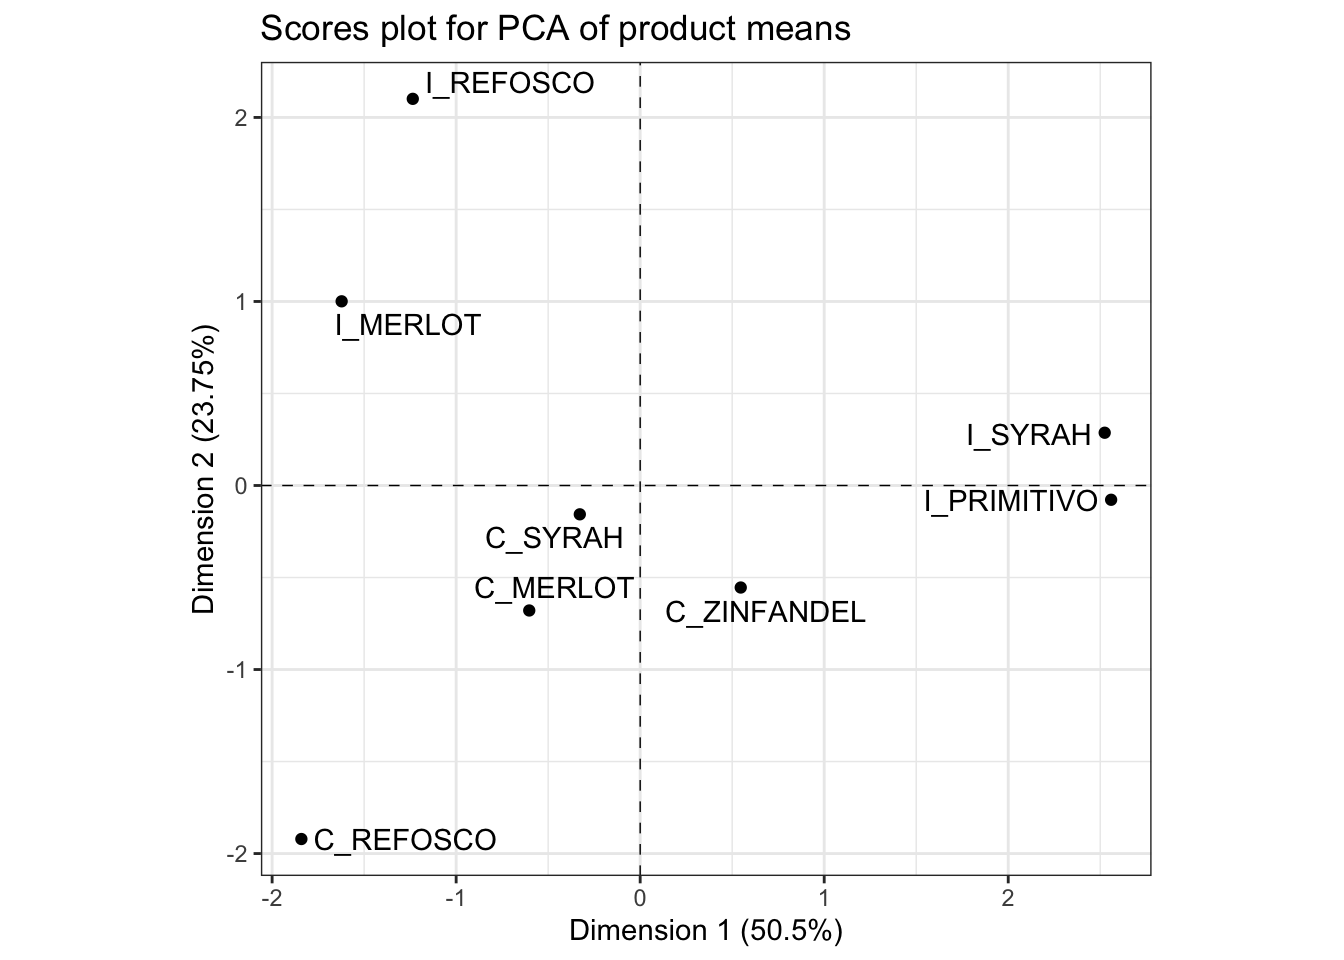 Scores plot for PCA of product means
I_REFOSCO
2
1
I_MERLOT
I_SYRAH
0
I_PRIMITIVO
C_SYRAH
C_MERLOT
C_ZINFANDEL
-1
C_REFOSCO
-2
-2 -1 0 1 2
Dimension 1 (50.5%)
Dimension 2 (23.75%)